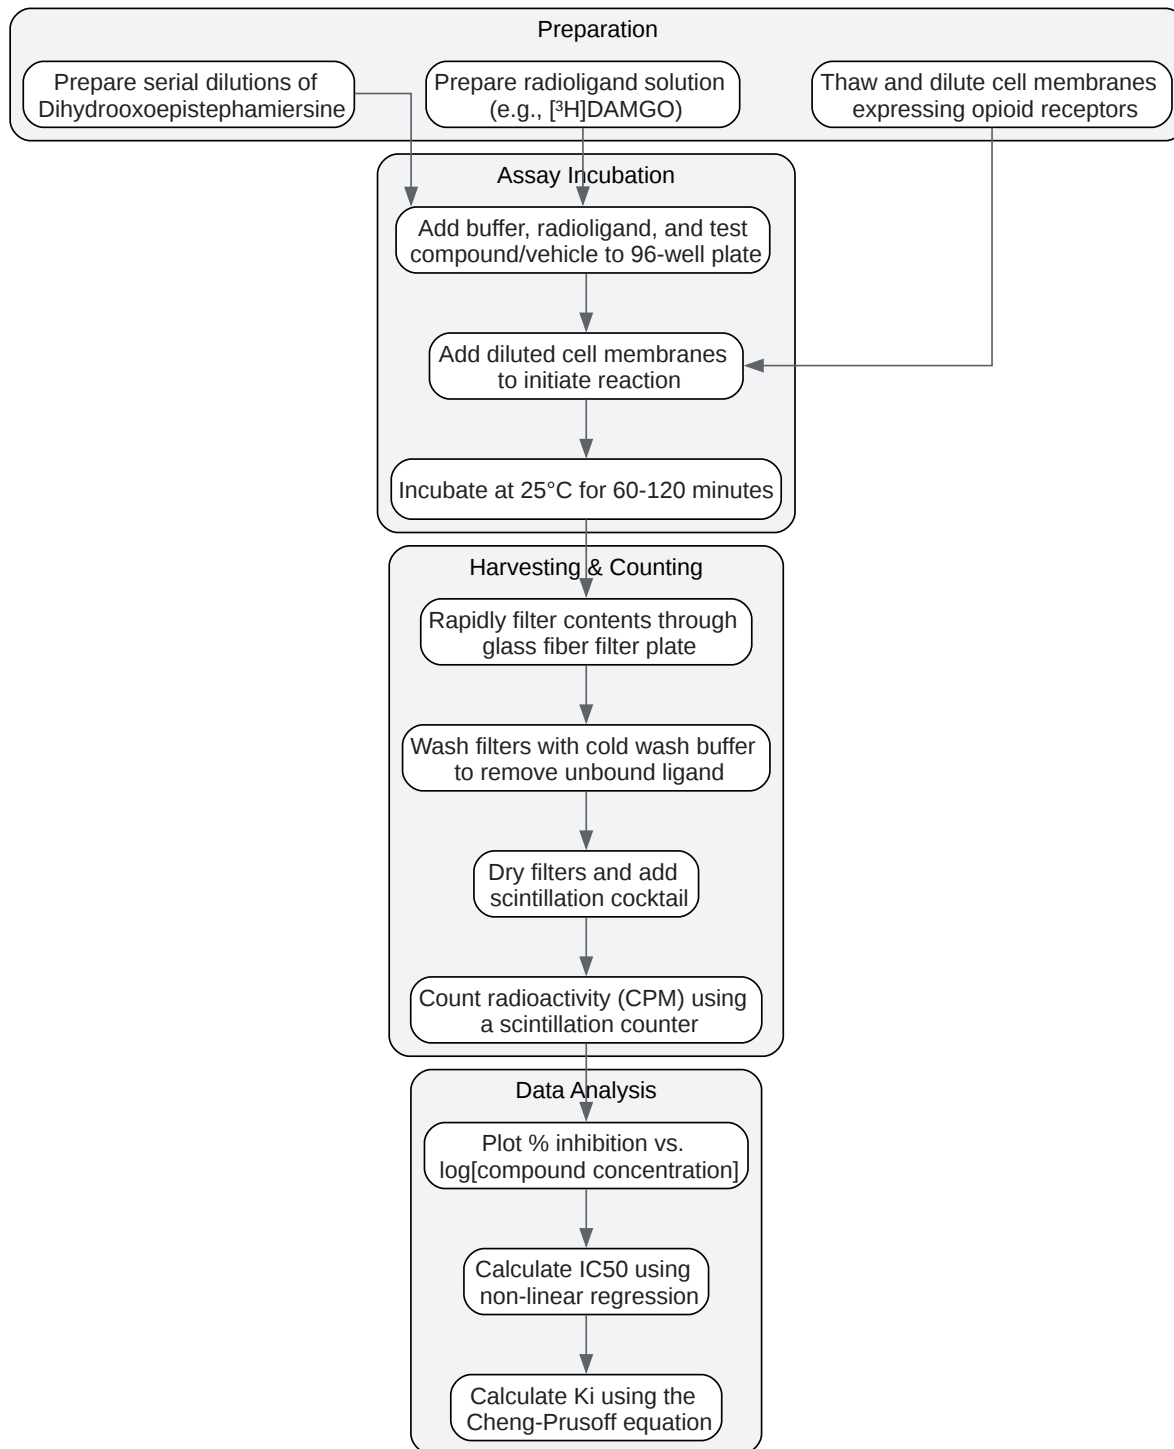 Preparation
Prepare serial dilutions of
Dihydrooxoepistephamiersine
Prepare radioligand solution
(e.g., [³H]DAMGO)
Thaw and dilute cell membranes
expressing opioid receptors
Assay Incubation
Add buffer, radioligand, and test
compound/vehicle to 96-well plate
Add diluted cell membranes
to initiate reaction
Incubate at 25°C for 60-120 minutes
Harvesting & Counting
Rapidly filter contents through
glass fiber filter plate
Wash filters with cold wash buffer
to remove unbound ligand
Dry filters and add
scintillation cocktail
Count radioactivity (CPM) using
a scintillation counter
Data Analysis
Plot % inhibition vs.
log[compound concentration]
Calculate IC50 using
non-linear regression
Calculate Ki using the
Cheng-Prusoff equation